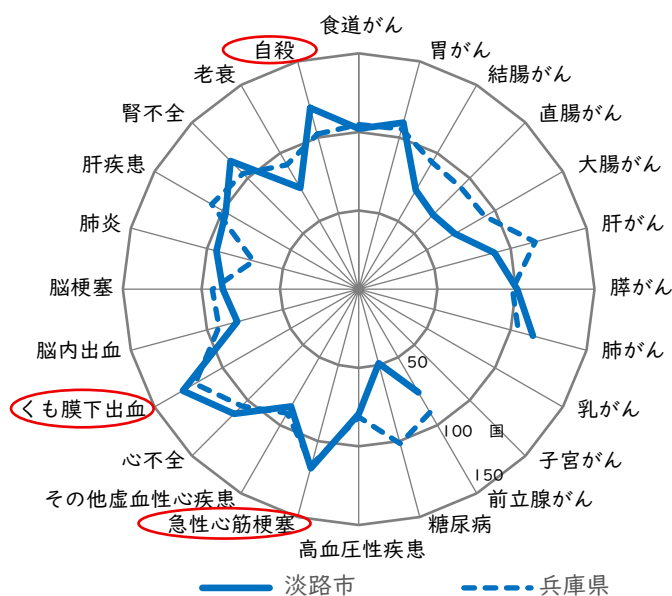 食道がん
胃がん
結腸がん
直腸がん
大腸がん
肝がん
膵がん
肺がん
乳がん
子宮がん
前立腺がん
糖尿病
高血圧性疾患
急性心筋梗塞
その他虚血性心疾患
心不全
くも膜下出血
脳内出血
脳梗塞
肺炎
肝疾患
腎不全
老衰
自殺
50
100 国
150
淡路市
兵庫県